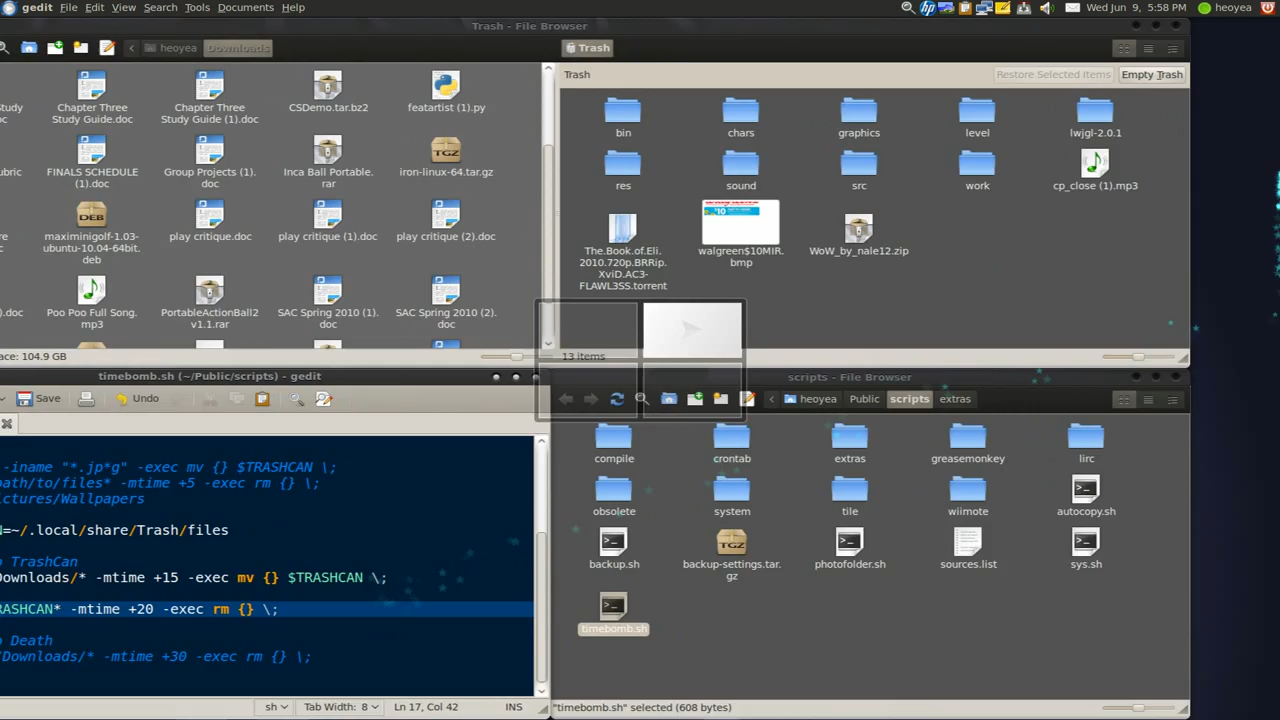 gedit File Edit View Search Tools Documents Help
Wed Jun 9, 5:58 PM heoyea
Trash - File Browser
heoyea Downloads
Study
doc
Chapter Three
Study Guide.doc
Chapter Three
Study Guide (1).doc
CSDemo.tar.bz2
featartist (1).py
ubric
FINALS SCHEDULE
(1).doc
Group Projects (1).
doc
Inca Ball Portable.
rar
iron-linux-64.tar.gz
DEB
TGZ
re
maximinigolf-1.03-
ubuntu-10.04-64bit.
deb
play critique.doc
play critique (1).doc
play critique (2).doc
).doc
Poo Poo Full Song.
mp3
PortableActionBall2
v1.1.rar
SAC Spring 2010 (1).
doc
SAC Spring 2010 (2).
doc
ace: 104.9 GB
Trash
Trash
Restore Selected Items
Empty Trash
bin
chars
graphics
level
lwjgl-2.0.1
res
sound
src
work
cp_close (1).mp3
The.Book.of.Eli.
2010.720p.BRRip.
XviD.AC3-
FLAWL3SS.torrent
walgreen$10MIR.
bmp
WoW_by_nale12.zip
$10
13 items
timebomb.sh (~/Public/scripts) - gedit
Save
Undo
-iname "*.jp*g" -exec mv {} $TRASHCAN \;
path/to/files* -mtime +5 -exec rm {} \;
ictures/Wallpapers
N=~/.local/share/Trash/files
o TrashCan
Downloads/* -mtime +15 -exec mv {} $TRASHCAN \;
RASHCAN* -mtime +20 -exec rm {} \;
o Death
/Downloads/* -mtime +30 -exec rm {} \;
sh
Tab Width: 8
Ln 17, Col 42
INS
scripts - File Browser
heoyea Public scripts extras
compile
crontab
extras
greasemonkey
lirc
obsolete
system
tile
wiimote
autocopy.sh
TGZ
backup.sh
backup-settings.tar.
gz
photofolder.sh
sources.list
sys.sh
timebomb.sh
"timebomb.sh" selected (608 bytes)